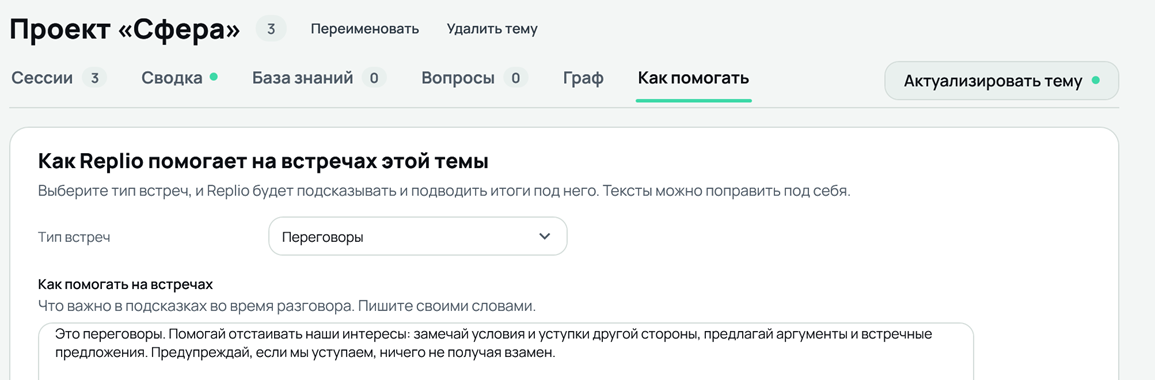 Проект «Сфера» 3 Переименовать Удалить тему
Сессии 3 Сводка База знаний 0 Вопросы 0 Граф Как помогать Актуализировать тему
Как Replio помогает на встречах этой темы
Выберите тип встреч, и Replio будет подсказывать и подводить итоги под него. Тексты можно поправить под себя.
Тип встреч Переговоры
Как помогать на встречах
Что важно в подсказках во время разговора. Пишите своими словами.
Это переговоры. Помогай отстаивать наши интересы: замечай условия и уступки другой стороны, предлагай аргументы и встречные
предложения. Предупреждай, если мы уступаем, ничего не получая взамен.